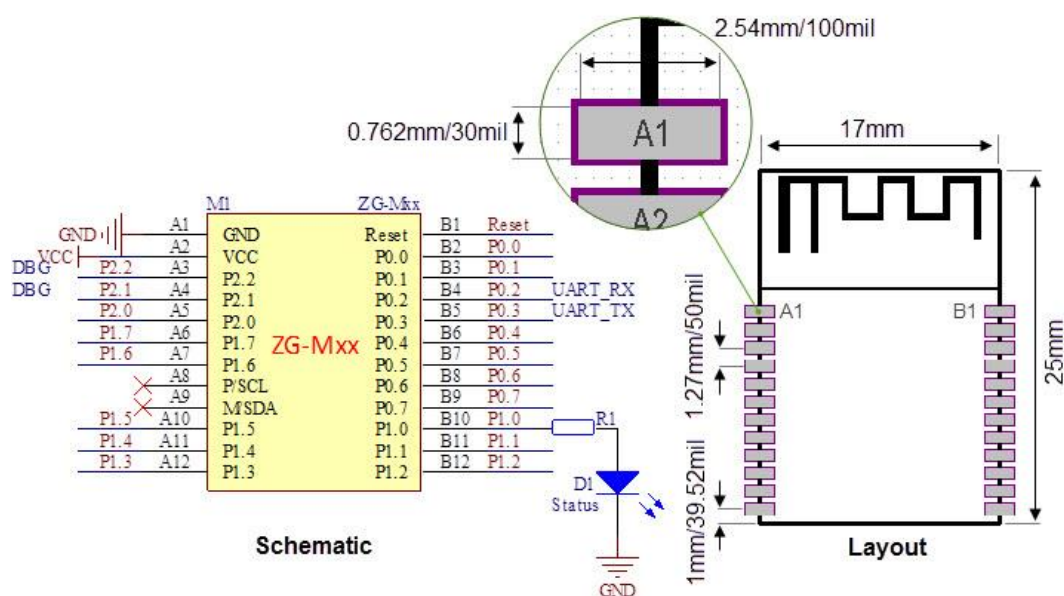 2.54mm/100mil
0.762mm/30mil
A1
A2
17mm
25mm
A1
B1
1.27mm/50mil
1mm/39.52mil
Layout
M1 ZG-Mxx
GND A1 GND Reset B1 Reset
VCC A2 VCC P0.0 B2 P0.0
DBG P2.2 A3 P2.2 P0.1 B3 P0.1
DBG P2.1 A4 P2.1 P0.2 B4 P0.2 UART_RX
P2.0 A5 P2.0 P0.3 B5 P0.3 UART_TX
P1.7 A6 P1.7 P0.4 B6 P0.4
P1.6 A7 P1.6 P0.5 B7 P0.5
ZG-Mxx
A8 P/SCL P0.6 B8 P0.6
A9 M/SDA P0.7 B9 P0.7
P1.5 A10 P1.5 P1.0 B10 P1.0 R1
P1.4 A11 P1.4 P1.1 B11 P1.1
P1.3 A12 P1.3 P1.2 B12 P1.2
D1
Status
GND
Schematic